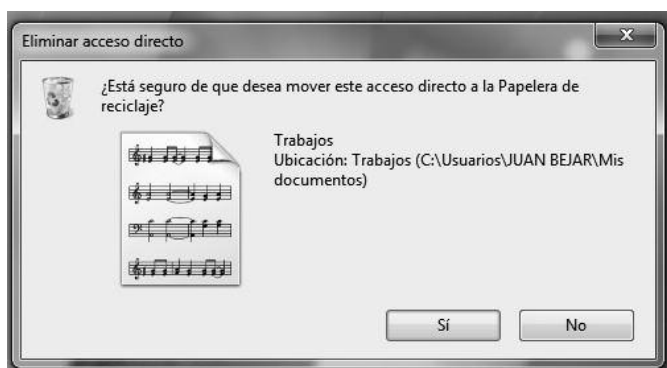 Eliminar acceso directo
¿Está seguro de que desea mover este acceso directo a la Papelera de
reciclaje?
Trabajos
Ubicación: Trabajos (C:\Usuarios\JUAN BEJAR\Mis
documentos)
Sí
No